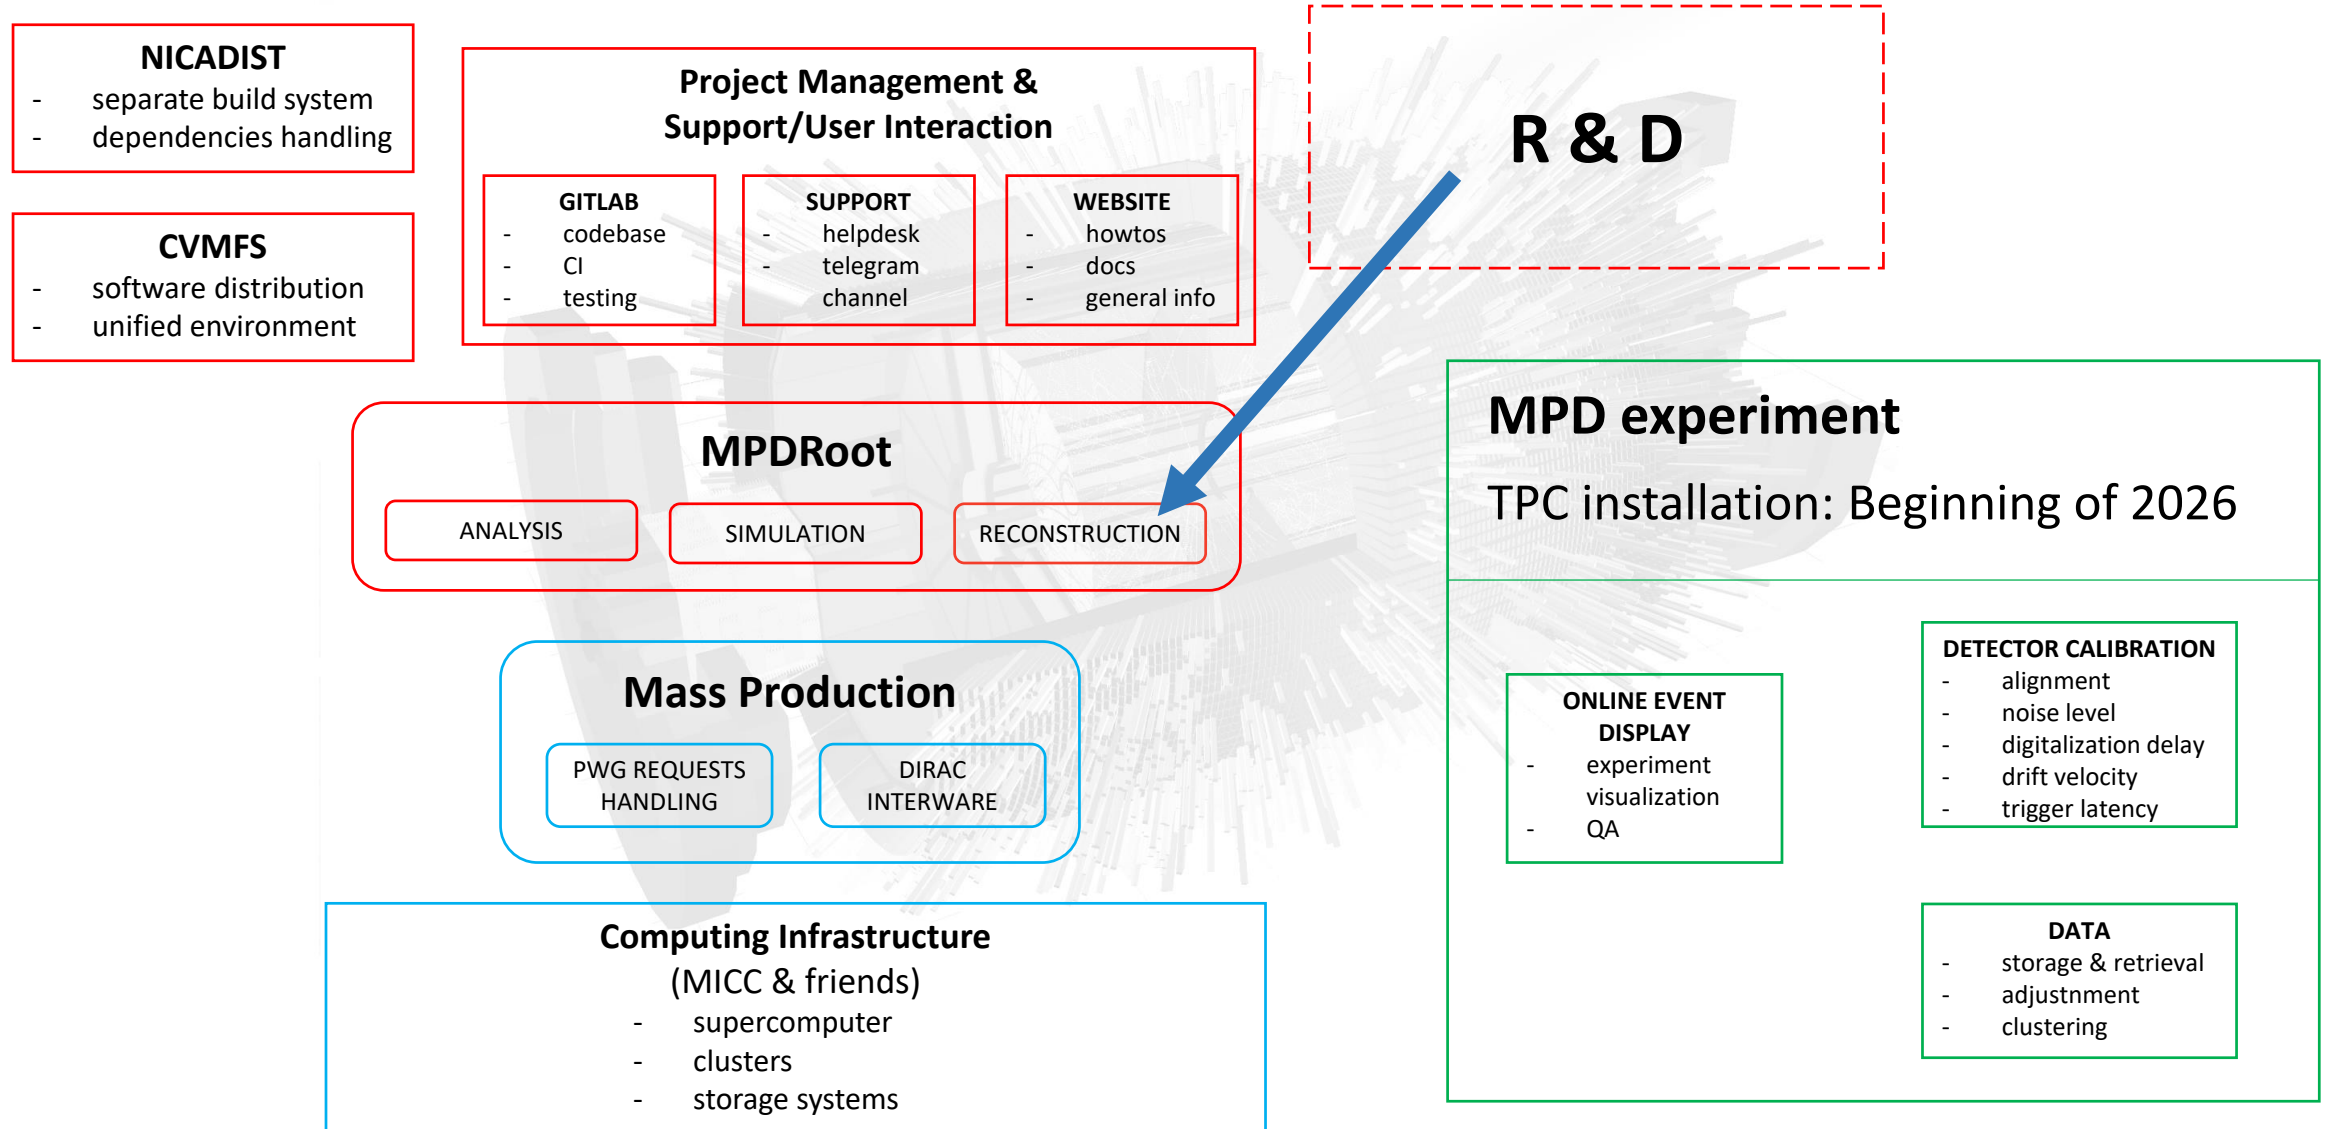 NICADIST
- separate build system
- dependencies handling
CVMFS
- software distribution
- unified environment
Project Management &
Support/User Interaction
GITLAB
- codebase
- CI
- testing
SUPPORT
- helpdesk
- telegram
channel
WEBSITE
- howtos
- docs
- general info
R & D
MPDRoot
ANALYSIS
SIMULATION
RECONSTRUCTION
Mass Production
PWG REQUESTS
HANDLING
DIRAC
INTERWARE
Computing Infrastructure
(MICC & friends)
- supercomputer
- clusters
- storage systems
MPD experiment
TPC installation: Beginning of 2026
ONLINE EVENT
DISPLAY
- experiment
visualization
- QA
DETECTOR CALIBRATION
- alignment
- noise level
- digitalization delay
- drift velocity
- trigger latency
DATA
- storage & retrieval
- adjustnment
- clustering